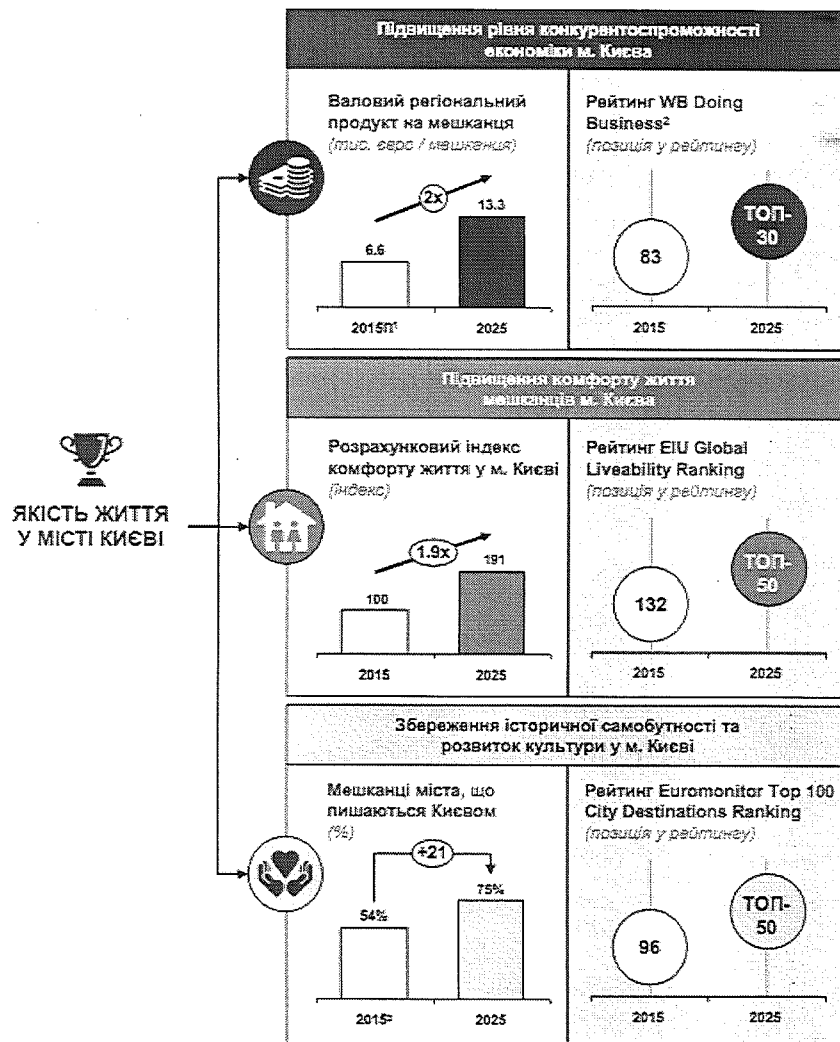 Підвищення рівня конкурентоспроможності
економіки м. Києва
Валовий регіональний
продукт на мешканця
(тис. євро / мешканця)
2x
6.6
13.3
2015П¹
2025
Рейтинг WB Doing
Business²
(позиція у рейтингу)
83
ТОП-
30
2015
2025
ЯКІСТЬ ЖИТТЯ
У МІСТІ КИЄВІ
Підвищення комфорту життя
мешканців м. Києва
Розрахунковий індекс
комфорту життя у м. Києві
(індекс)
1.9x
100
191
2015
2025
Рейтинг EIU Global
Liveability Ranking
(позиція у рейтингу)
132
ТОП-
50
2015
2025
Збереження історичної самобутності та
розвиток культури у м. Києві
Мешканці міста, що
пишаються Києвом
(%)
+21
54%
75%
2015³
2025
Рейтинг Euromonitor Top 100
City Destinations Ranking
(позиція у рейтингу)
96
ТОП-
50
2015
2025